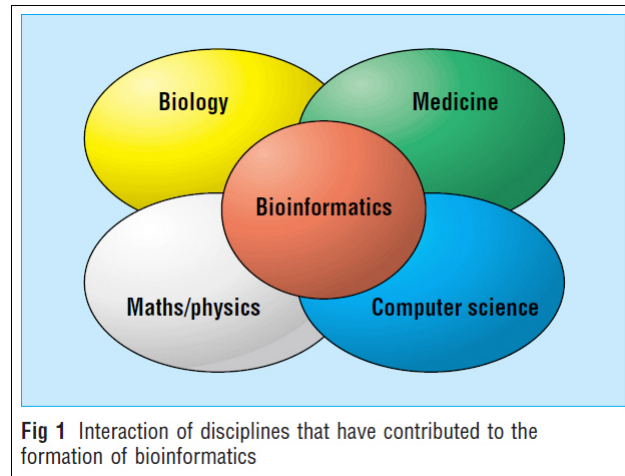 Biology
Medicine
Bioinformatics
Maths/physics
Computer science
Fig 1 Interaction of disciplines that have contributed to the
formation of bioinformatics